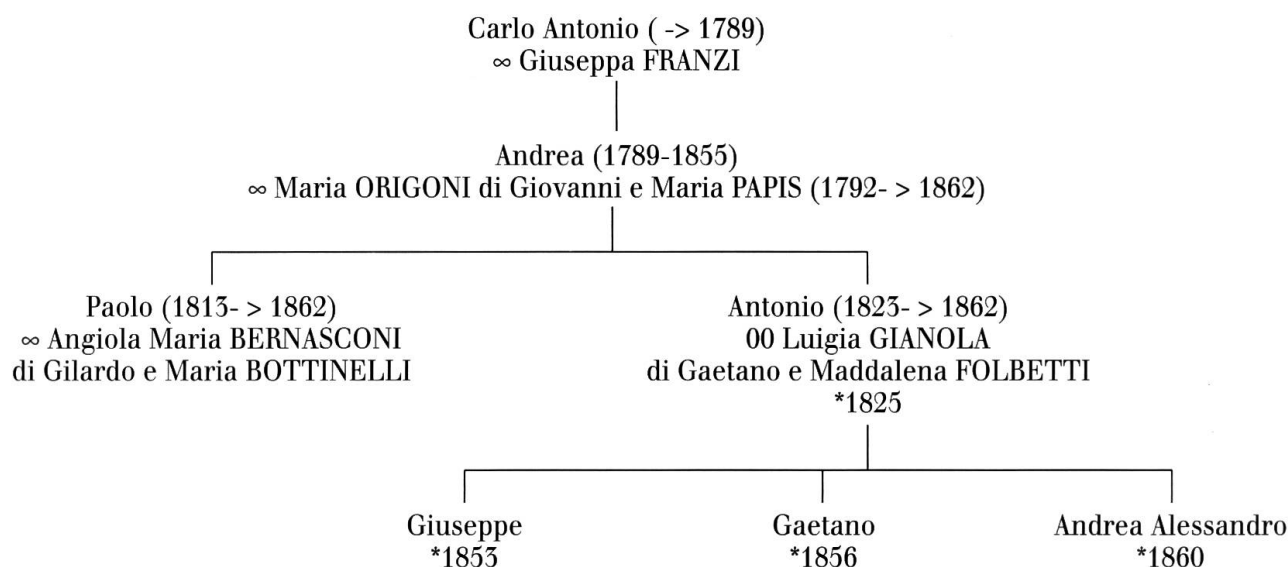 Carlo Antonio ( -> 1789)
∞ Giuseppa FRANZI
Andrea (1789-1855)
∞ Maria ORIGONI di Giovanni e Maria PAPIS (1792- > 1862)
Paolo (1813- > 1862)
∞ Angiola Maria BERNASCONI
di Gilardo e Maria BOTTINELLI
Antonio (1823- > 1862)
00 Luigia GIANOLA
di Gaetano e Maddalena FOLBETTI
*1825
Giuseppe
*1853
Gaetano
*1856
Andrea Alessandro
*1860